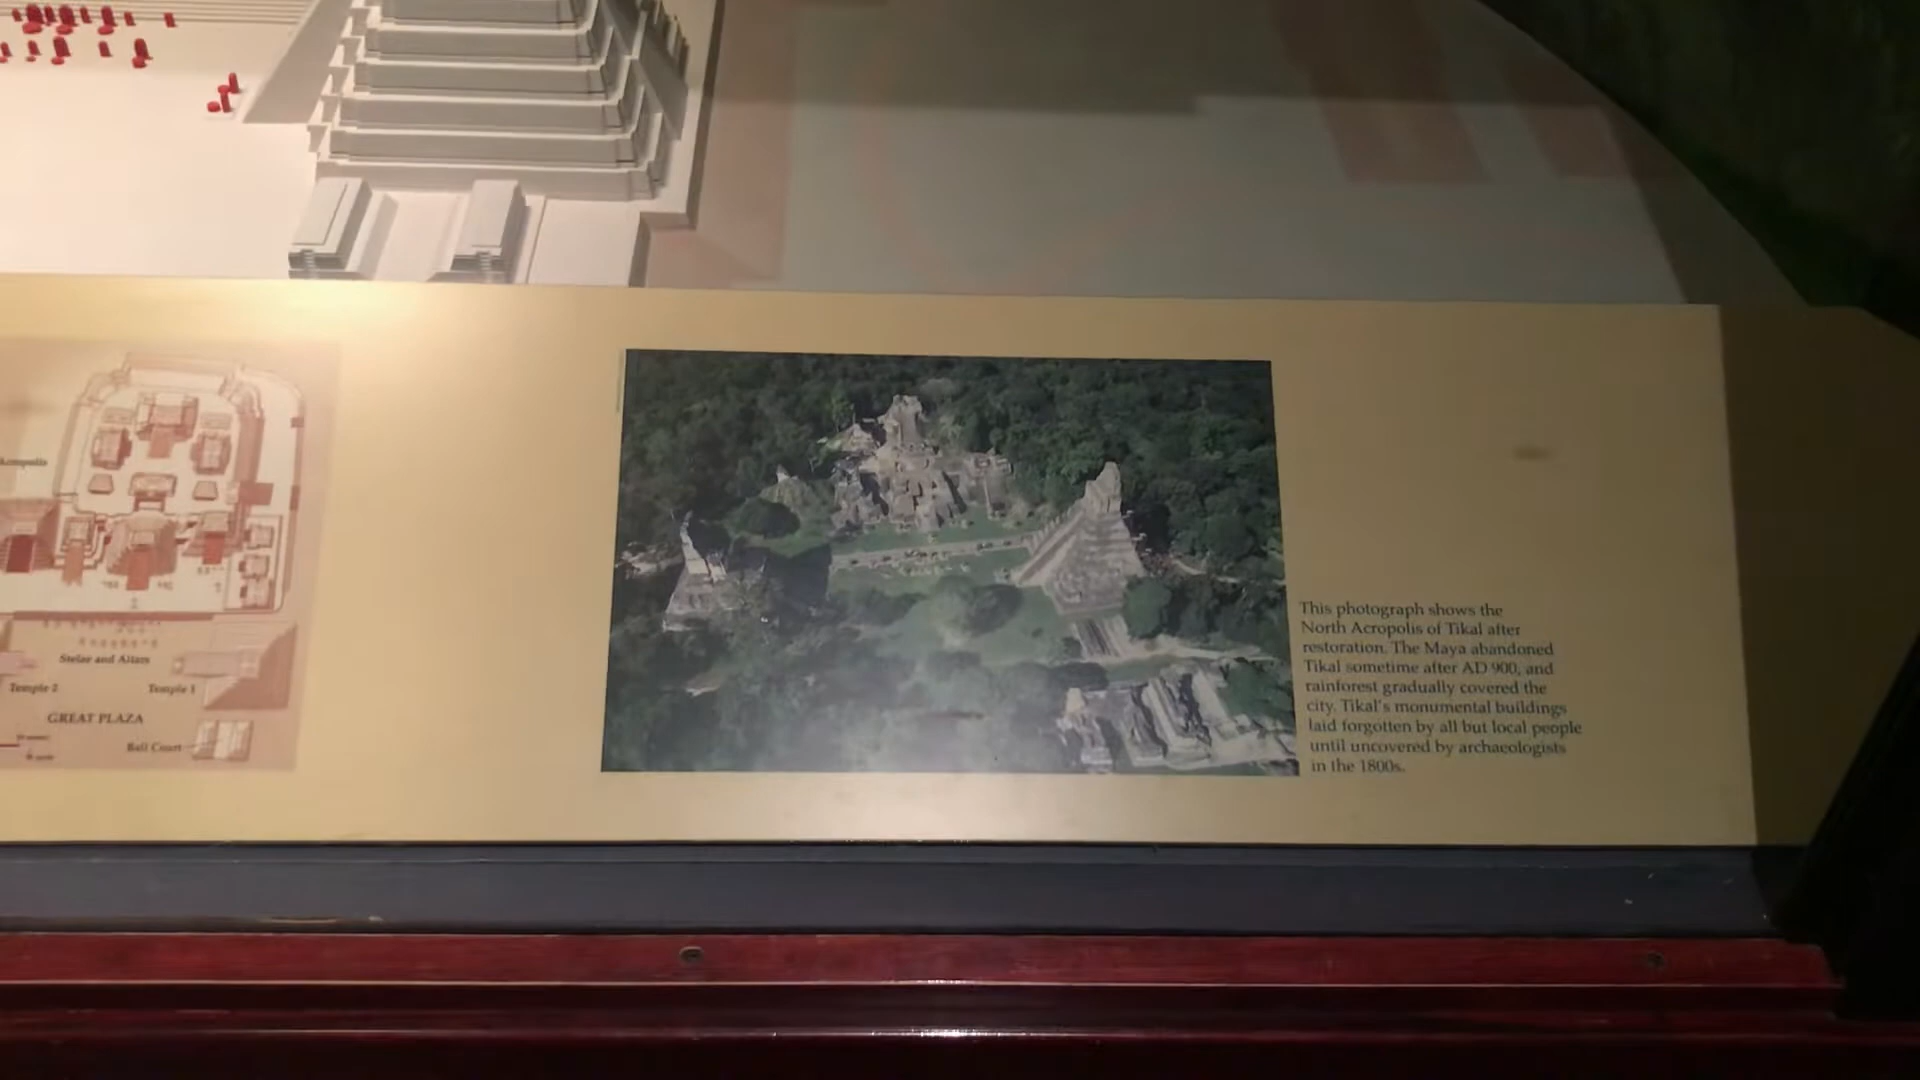 Acropolis
Stelae and Altars
Temple 2
Temple 1
GREAT PLAZA
Ball Court
This photograph shows the
North Acropolis of Tikal after
restoration. The Maya abandoned
Tikal sometime after AD 900, and
rainforest gradually covered the
city. Tikal's monumental buildings
laid forgotten by all but local people
until uncovered by archaeologists
in the 1800s.